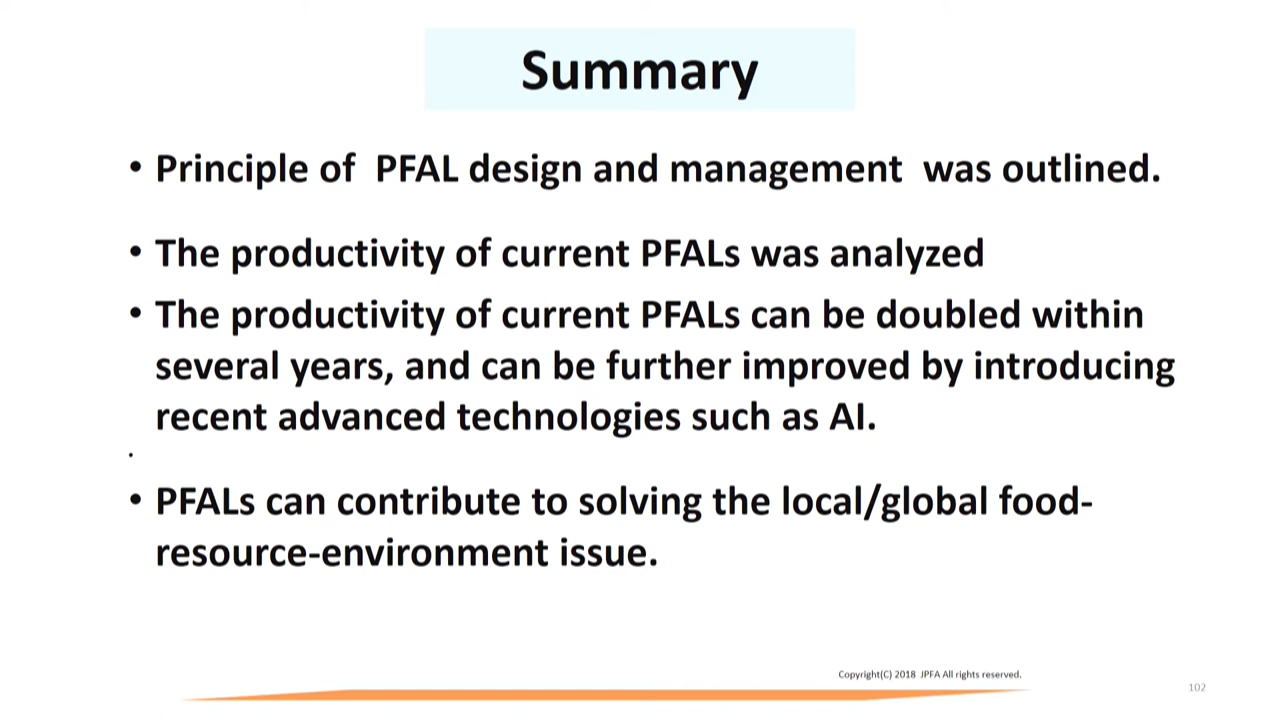 Summary
• Principle of  PFAL design and management  was outlined.
• The productivity of current PFALs was analyzed
• The productivity of current PFALs can be doubled within
several years, and can be further improved by introducing
recent advanced technologies such as AI.
•
• PFALs can contribute to solving the local/global food-
resource-environment issue.
Copyright(C) 2018  JPFA All rights reserved.
102